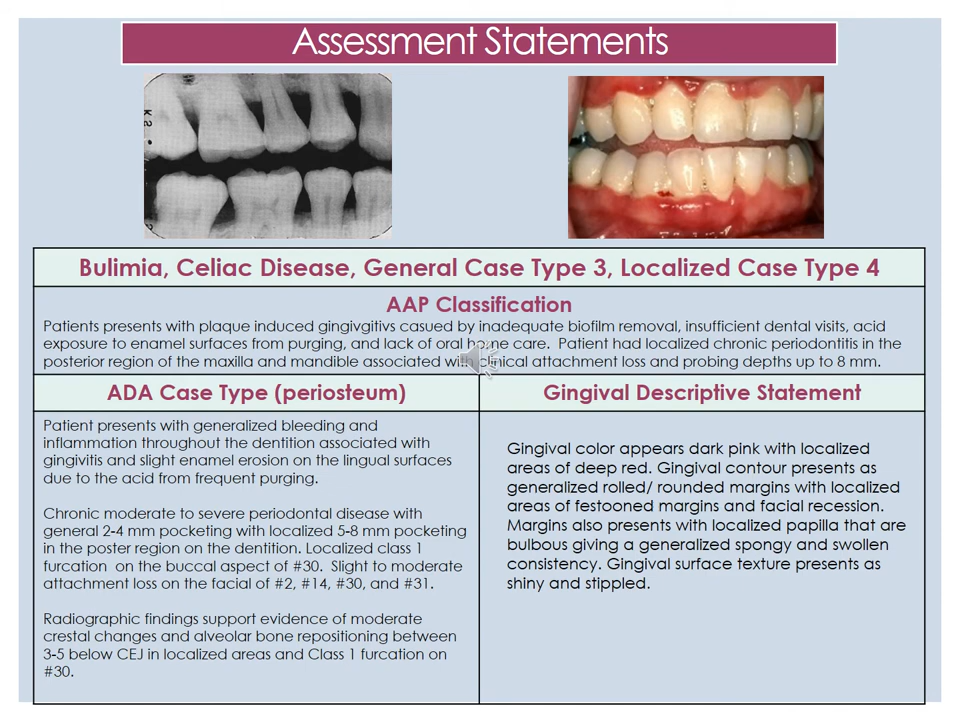 Assessment Statements
Bulimia, Celiac Disease, General Case Type 3, Localized Case Type 4
AAP Classification
Patients presents with plaque induced gingivgitivs casued by inadequate biofilm removal, insufficient dental visits, acid
exposure to enamel surfaces from purging, and lack of oral home care.  Patient had localized chronic periodontitis in the
posterior region of the maxilla and mandible associated with clinical attachment loss and probing depths up to 8 mm.
ADA Case Type (periosteum)
Patient presents with generalized bleeding and
inflammation throughout the dentition associated with
gingivitis and slight enamel erosion on the lingual surfaces
due to the acid from frequent purging.
Chronic moderate to severe periodontal disease with
general 2-4 mm pocketing with localized 5-8 mm pocketing
in the poster region on the dentition. Localized class 1
furcation  on the buccal aspect of #30.  Slight to moderate
attachment loss on the facial of #2, #14, #30, and #31.
Radiographic findings support evidence of moderate
crestal changes and alveolar bone repositioning between
3-5 below CEJ in localized areas and Class 1 furcation on
#30.
Gingival Descriptive Statement
Gingival color appears dark pink with localized
areas of deep red. Gingival contour presents as
generalized rolled/ rounded margins with localized
areas of festooned margins and facial recession.
Margins also presents with localized papilla that are
bulbous giving a generalized spongy and swollen
consistency. Gingival surface texture presents as
shiny and stippled.